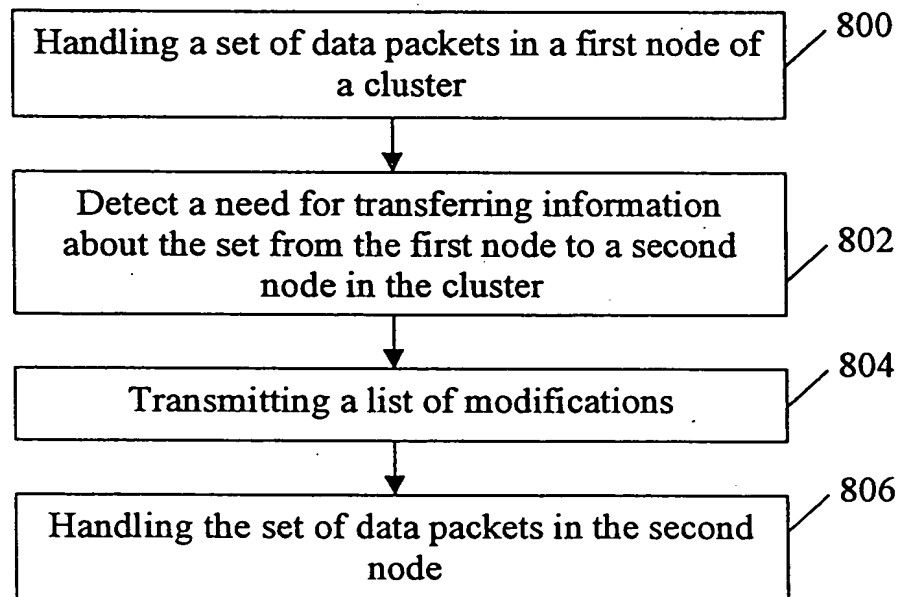 Handling a set of data packets in a first node of
a cluster
800
Detect a need for transferring information
about the set from the first node to a second
node in the cluster
802
Transmitting a list of modifications
804
Handling the set of data packets in the second
node
806